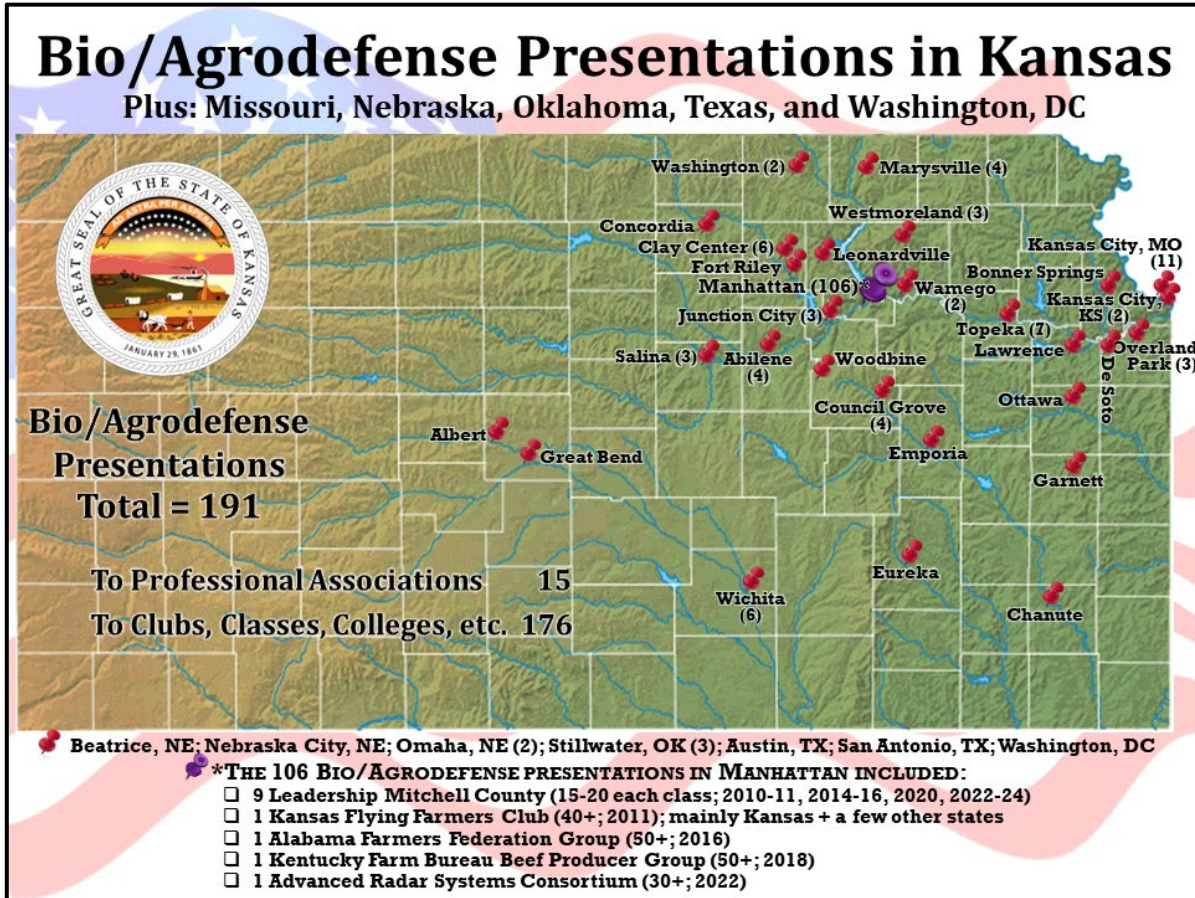 Bio/Agrodefense Presentations in Kansas
Plus: Missouri, Nebraska, Oklahoma, Texas, and Washington, DC
GREAT SEAL OF THE STATE OF KANSAS
AD ASTRA PER ASPERA
JANUARY 29, 1861
Washington (2)
Marysville (4)
Concordia
Westmoreland (3)
Clay Center (6)
Leonardville
Fort Riley
Manhattan (106)*
Wamego
(2)
Junction City (3)
Kansas City, MO
(11)
Bonner Springs
Kansas City,
KS (2)
Topeka (7)
Lawrence
Overland
Park (3)
De Soto
Salina (3)
Abilene
(4)
Woodbine
Council Grove
(4)
Ottawa
Emporia
Garnett
Albert
Great Bend
Eureka
Wichita
(6)
Chanute
Bio/Agrodefense
Presentations
Total = 191
To Professional Associations 15
To Clubs, Classes, Colleges, etc. 176
Beatrice, NE; Nebraska City, NE; Omaha, NE (2); Stillwater, OK (3); Austin, TX; San Antonio, TX; Washington, DC
*THE 106 BIO/AGRODEFENSE PRESENTATIONS IN MANHATTAN INCLUDED:
❑ 9 Leadership Mitchell County (15-20 each class; 2010-11, 2014-16, 2020, 2022-24)
❑ 1 Kansas Flying Farmers Club (40+; 2011); mainly Kansas + a few other states
❑ 1 Alabama Farmers Federation Group (50+; 2016)
❑ 1 Kentucky Farm Bureau Beef Producer Group (50+; 2018)
❑ 1 Advanced Radar Systems Consortium (30+; 2022)